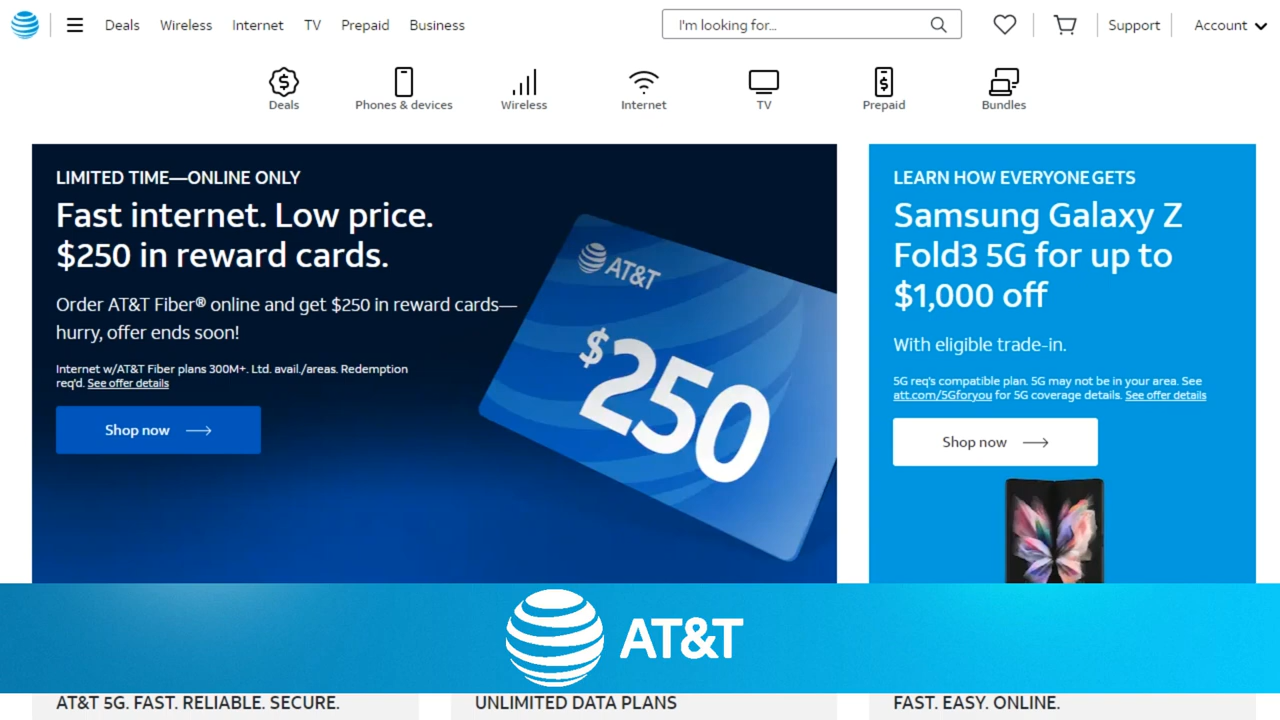 Deals Wireless Internet TV Prepaid Business I'm looking for... Support Account
Deals Phones & devices Wireless Internet TV Prepaid Bundles
LIMITED TIME—ONLINE ONLY
Fast internet. Low price.
$250 in reward cards.
Order AT&T Fiber® online and get $250 in reward cards—
hurry, offer ends soon!
Internet w/AT&T Fiber plans 300M+. Ltd. avail./areas. Redemption
req'd. See offer details
Shop now
AT&T
$250
LEARN HOW EVERYONE GETS
Samsung Galaxy Z
Fold3 5G for up to
$1,000 off
With eligible trade-in.
5G req's compatible plan. 5G may not be in your area. See
att.com/5Gforyou for 5G coverage details. See offer details
Shop now
AT&T
AT&T 5G. FAST. RELIABLE. SECURE.
UNLIMITED DATA PLANS
FAST. EASY. ONLINE.